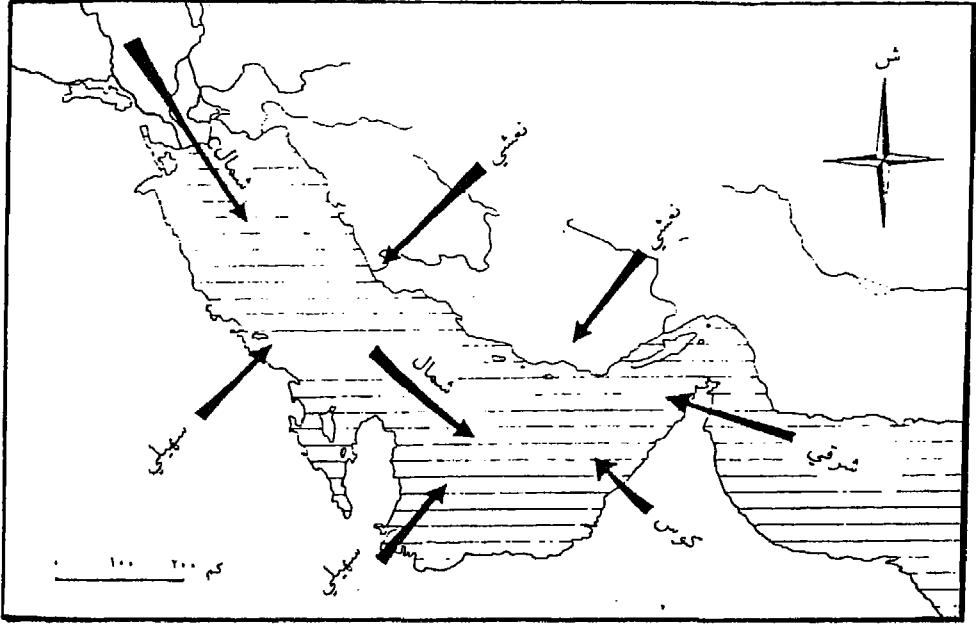 ش
شمال
نعشي
نعشي
شمال
سهيلي
شرقي
كوس
سهيلي
٠ ١٠٠ ٢٠٠ كم